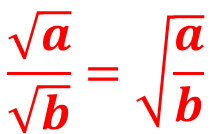 √a/√b = √(a/b)